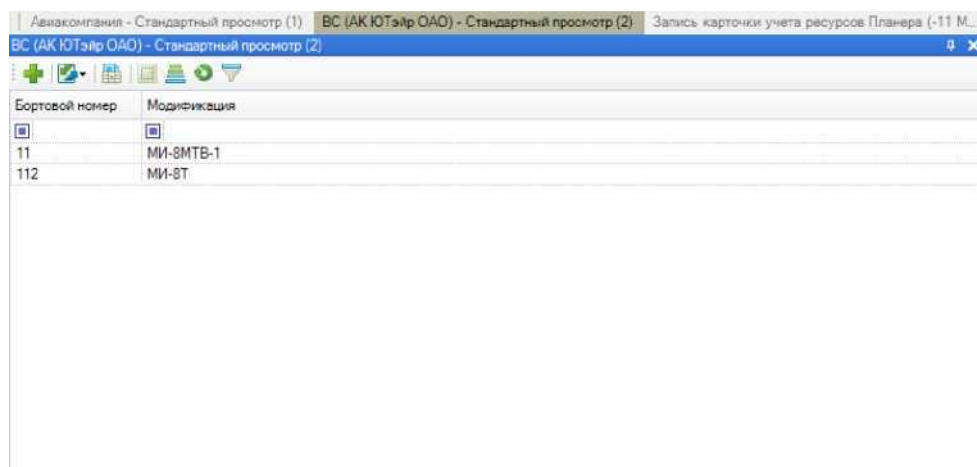 Авиакомпания - Стандартный просмотр (1) ВС (АК ЮТэйр ОАО) - Стандартный просмотр (2) Запись карточки учета ресурсов Планера (-11 М...
ВС (АК ЮТэйр ОАО) - Стандартный просмотр (2)
Бортовой номер Модификация
11 МИ-8МТВ-1
112 МИ-8Т